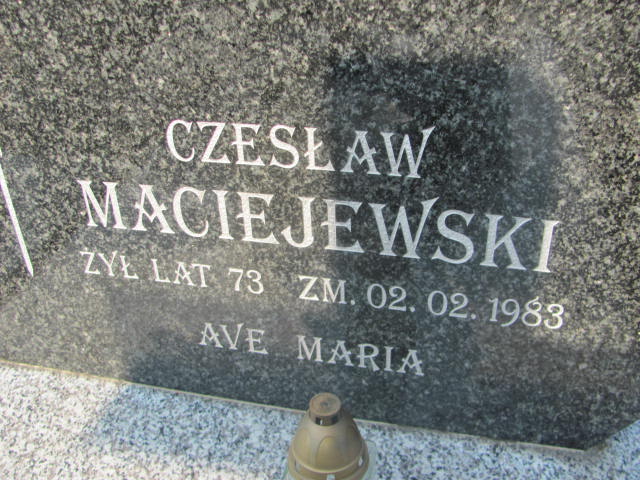 CZESŁAW
MACIEJEWSKI
ŻYŁ LAT 73 ZM. 02. 02. 1983
AVE MARIA